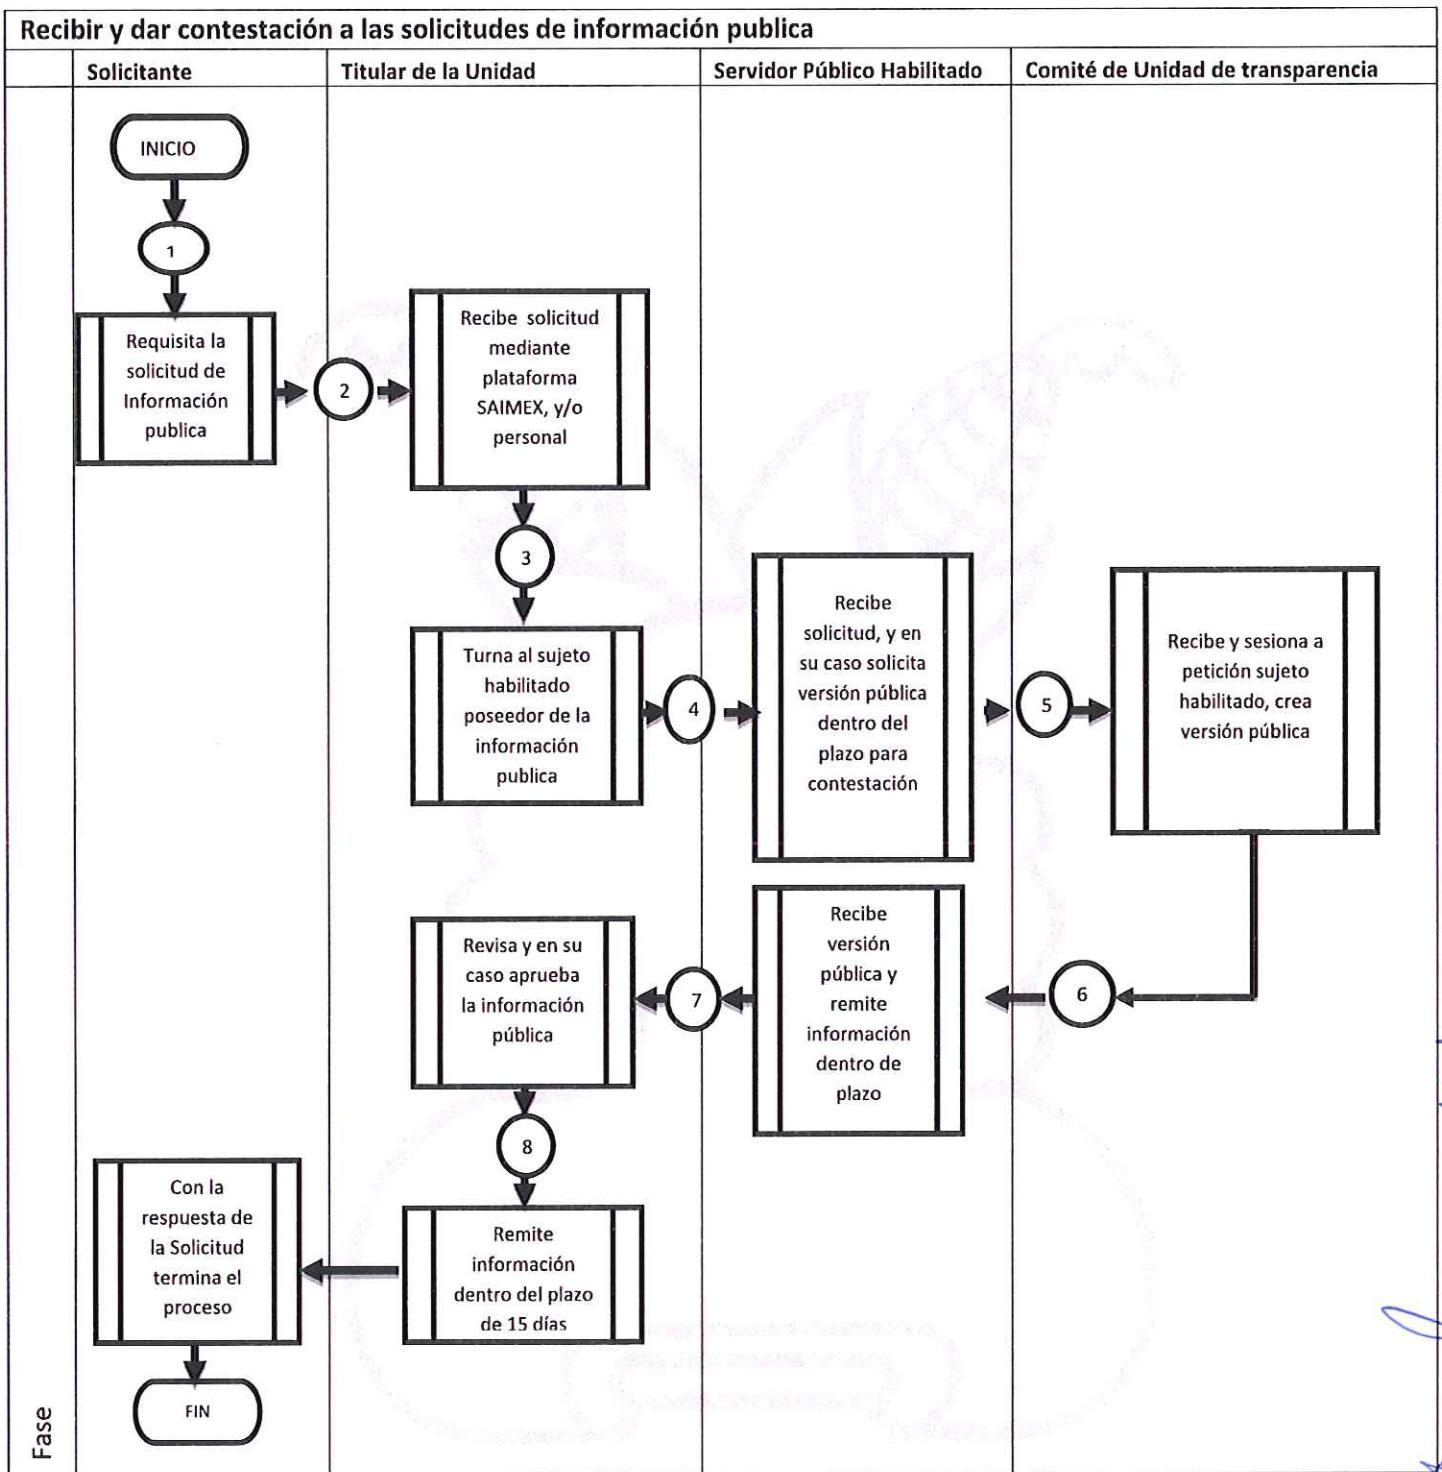 Recibir y dar contestación a las solicitudes de información publica
Solicitante
Titular de la Unidad
Servidor Público Habilitado
Comité de Unidad de transparencia
INICIO
1
Requisita la
solicitud de
Información
publica
2
Recibe solicitud
mediante
plataforma
SAIMEX, y/o
personal
3
Turna al sujeto
habilitado
poseedor de la
información
publica
4
Recibe
solicitud, y en
su caso solicita
versión pública
dentro del
plazo para
contestación
5
Recibe y sesiona a
petición sujeto
habilitado, crea
versión pública
6
Recibe
versión
pública y
remite
información
dentro de
plazo
7
Revisa y en su
caso aprueba
la información
pública
8
Remite
información
dentro del plazo
de 15 días
Con la
respuesta de
la Solicitud
termina el
proceso
FIN
Fase